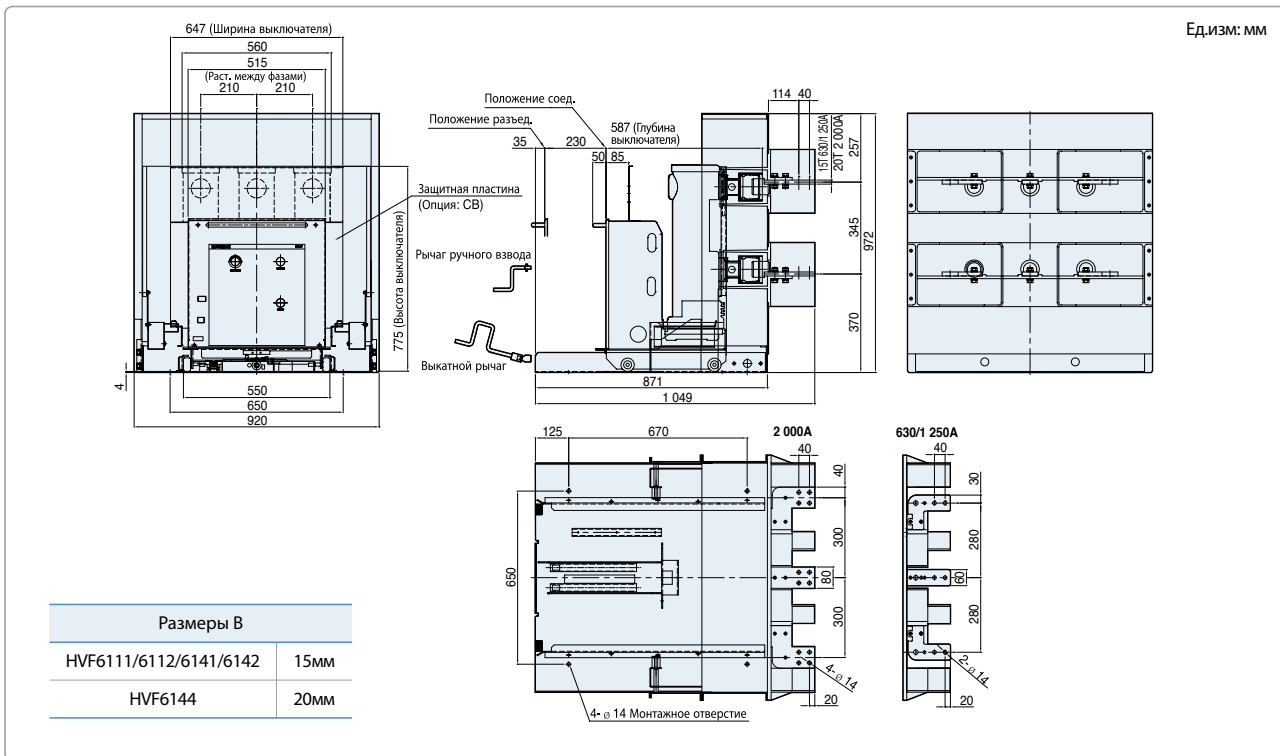 Ед.изм: мм
647 (Ширина выключателя)
560
515
(Раст. между фазами)
210 210
775 (Высота выключателя)
Защитная пластина
(Опция: СВ)
4
550
650
920
Положение соед.
Положение разъед.
35 230
587 (Глубина
выключателя)
50 85
114 40
15T 630/1 250A
20T 2 000A
257
345
972
370
Рычаг ручного взвода
Выкатной рычаг
871
1 049
125 670
2 000A
40
40
650
300
80
300
4- ø 14
20
4- ø 14 Монтажное отверстие
630/1 250A
40
30
280
60
280
2- ø 14
20
Размеры В
HVF6111/6112/6141/6142 15мм
HVF6144 20мм